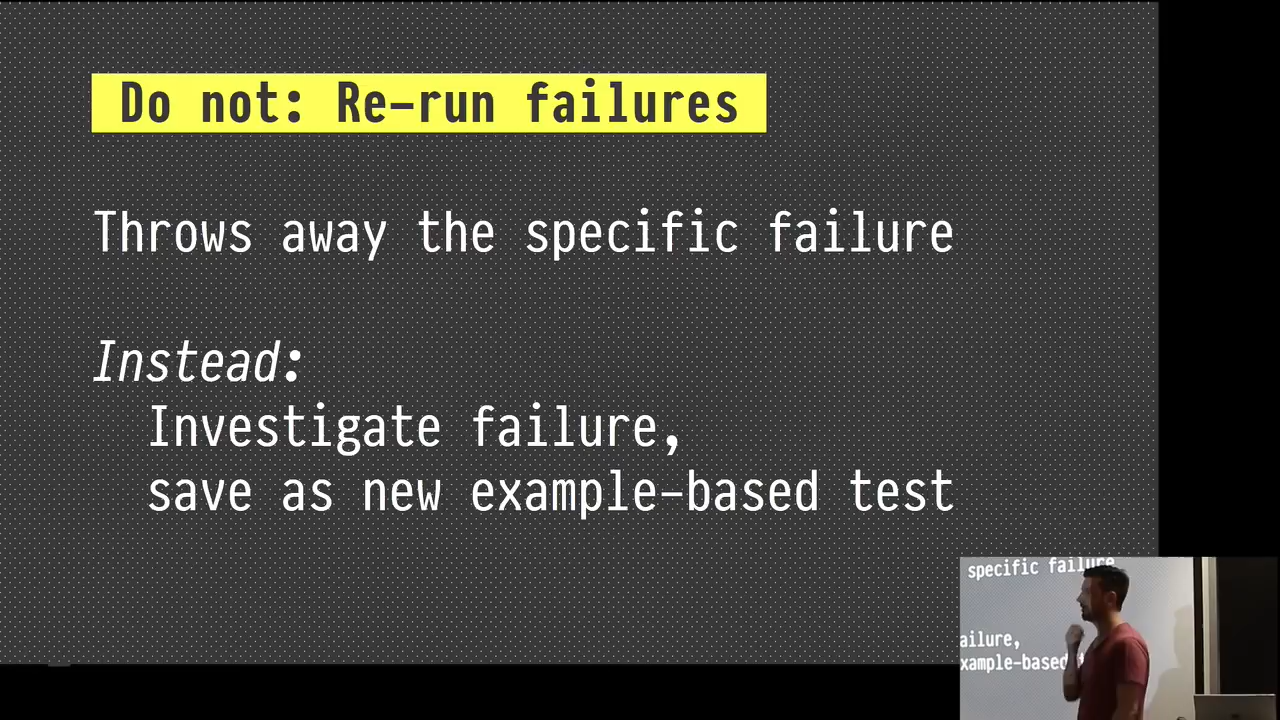 Do not: Re-run failures
Throws away the specific failure
Instead:
Investigate failure,
save as new example-based test
specific failure
ailure,
xample-based t